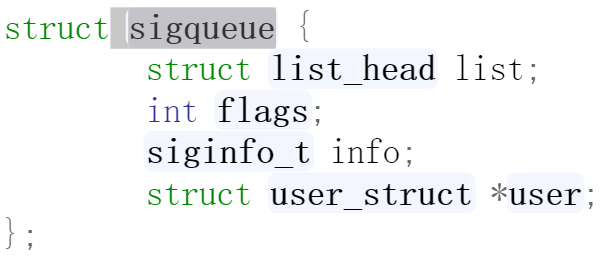 struct sigqueue {
struct list_head list;
int flags;
siginfo_t info;
struct user_struct *user;
};